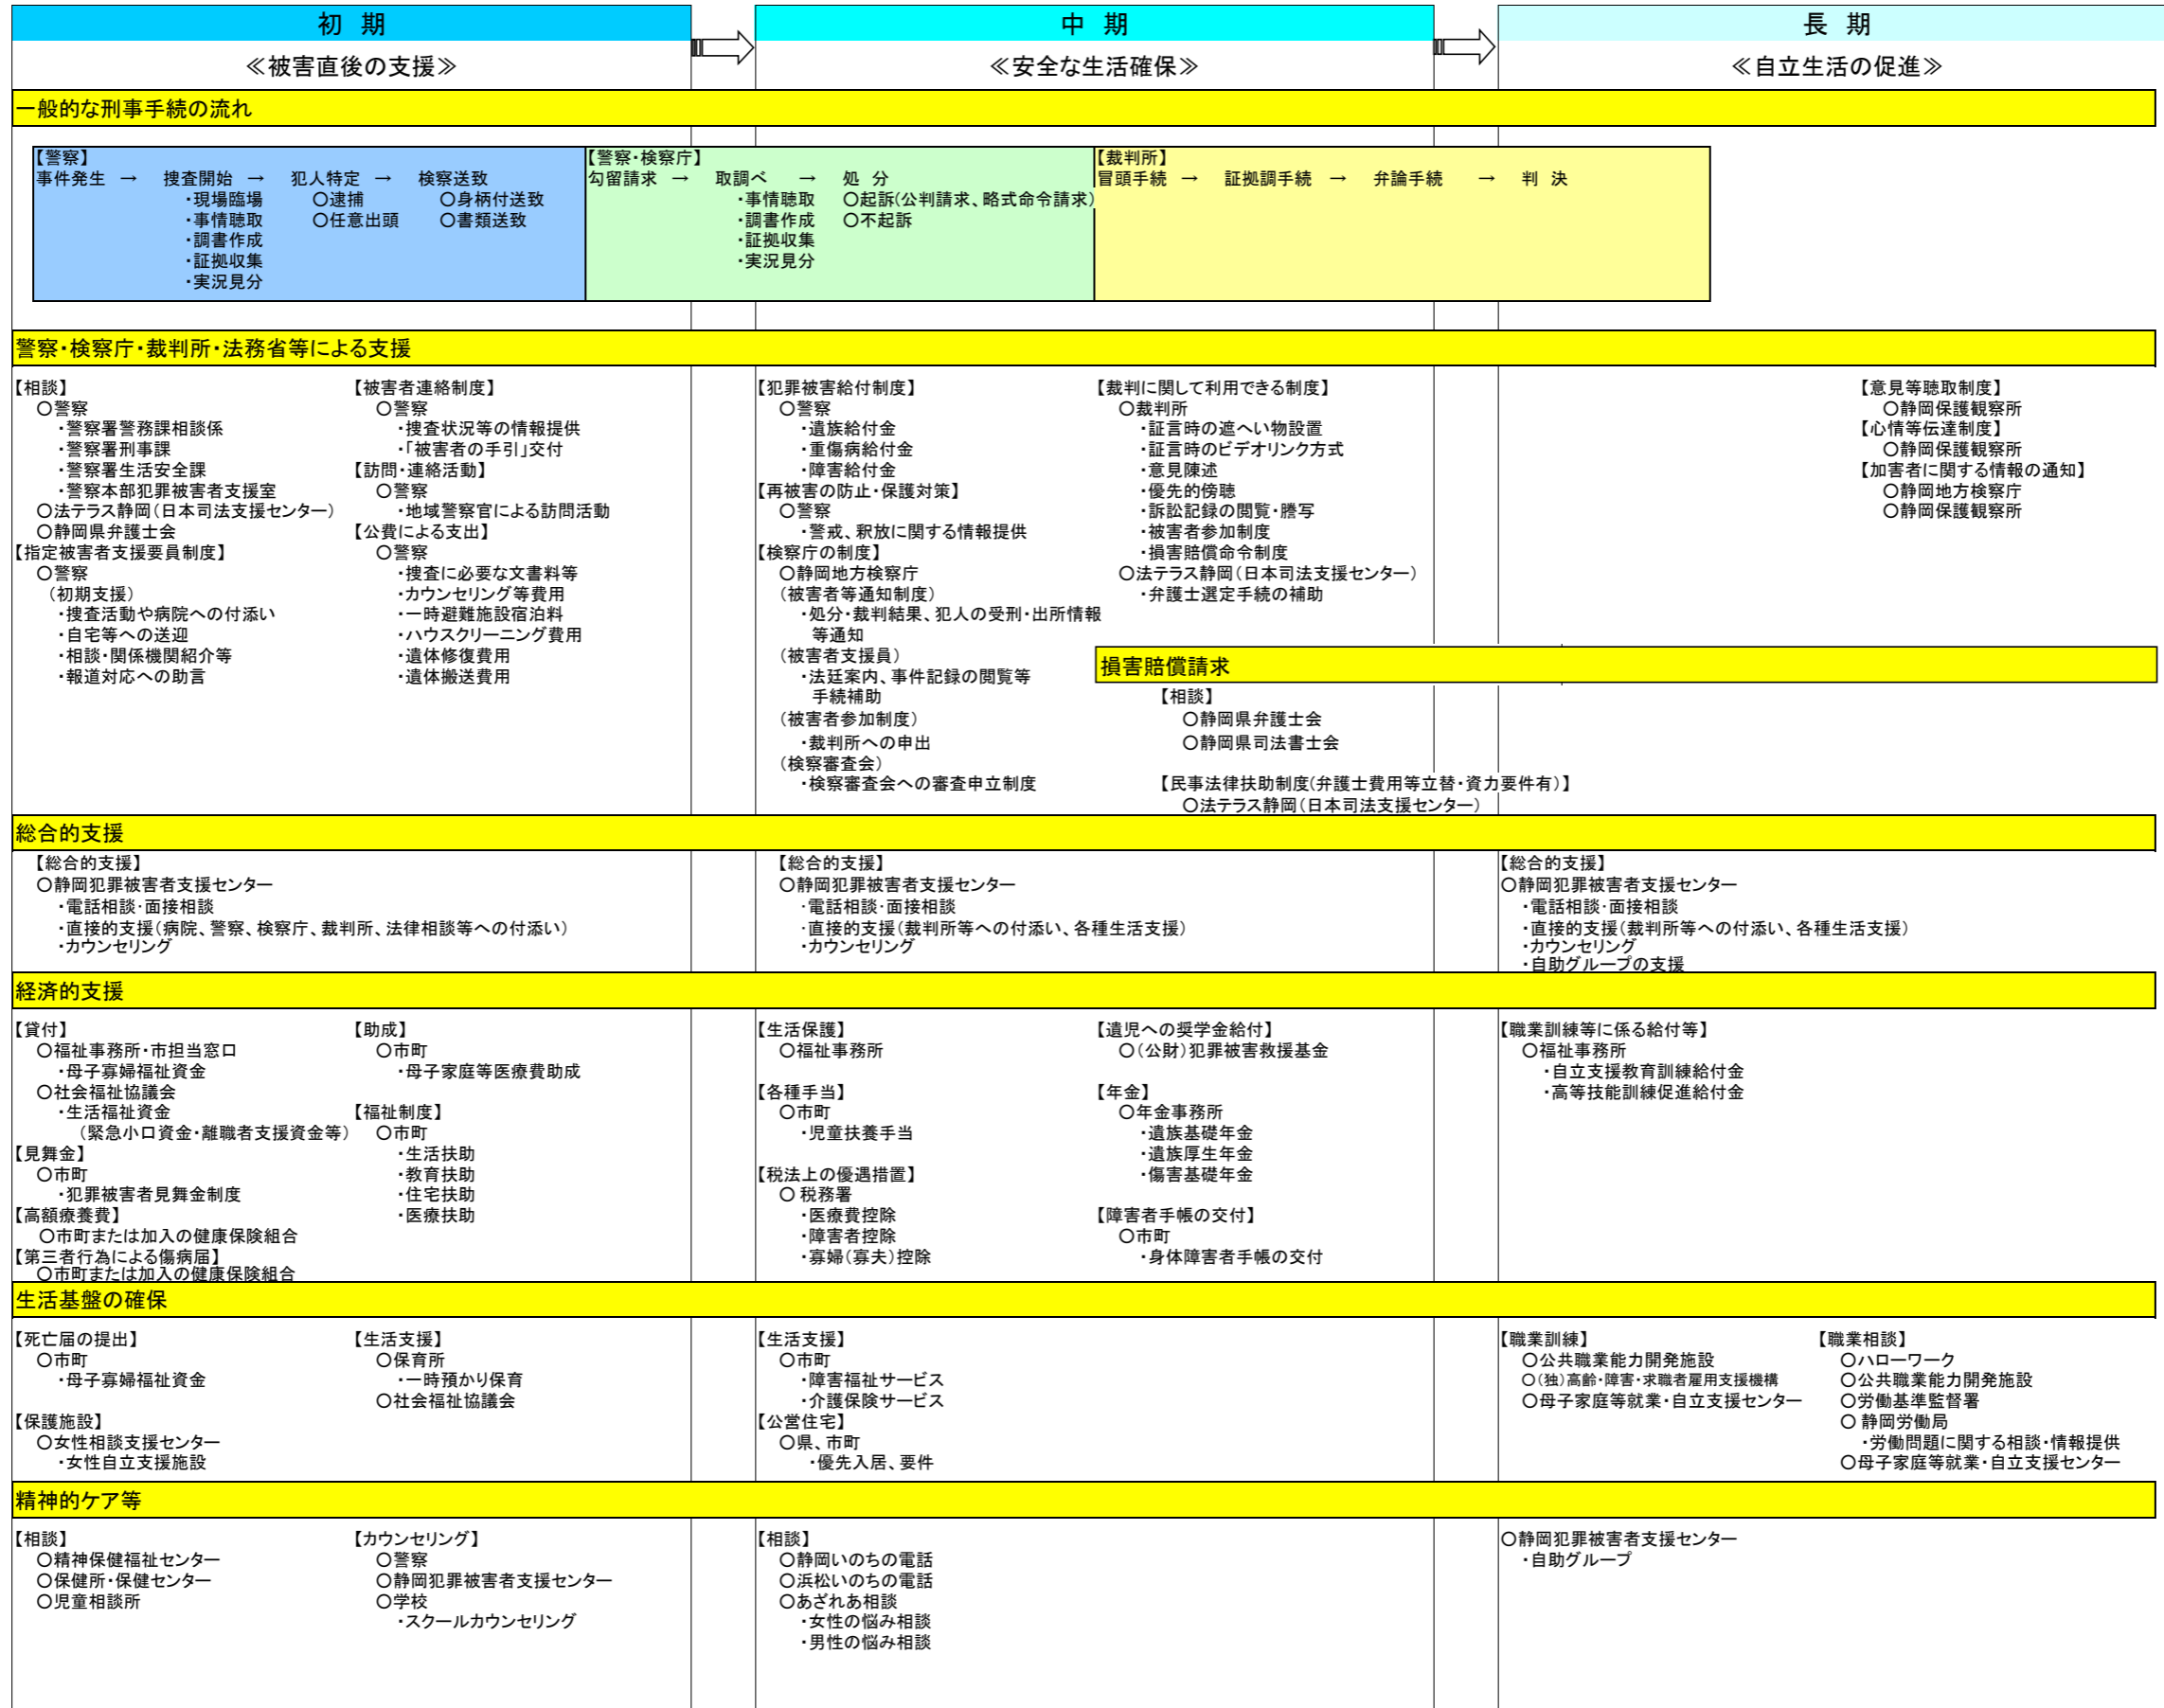 初 期
≪被害直後の支援≫
中 期
≪安全な生活確保≫
長 期
≪自立生活の促進≫
一般的な刑事手続の流れ
【警察】
事件発生 → 捜査開始 → 犯人特定 → 検察送致
・現場臨場 ○逮捕 ○身柄付送致
・事情聴取 ○任意出頭 ○書類送致
・調書作成
・証拠収集
・実況見分
【警察・検察庁】
勾留請求 → 取調べ → 処 分
・事情聴取 ○起訴(公判請求、略式命令請求)
・調書作成 ○不起訴
・証拠収集
・実況見分
【裁判所】
冒頭手続 → 証拠調手続 → 弁論手続 → 判 決
警察・検察庁・裁判所・法務省等による支援
【相談】
○警察
・警察署警務課相談係
・警察署刑事課
・警察署生活安全課
・警察本部犯罪被害者支援室
○法テラス静岡(日本司法支援センター)
○静岡県弁護士会
【指定被害者支援要員制度】
○警察
(初期支援)
・捜査活動や病院への付添い
・自宅等への送迎
・相談・関係機関紹介等
・報道対応への助言
【被害者連絡制度】
○警察
・捜査状況等の情報提供
・「被害者の手引」交付
【訪問・連絡活動】
○警察
・地域警察官による訪問活動
【公費による支出】
○警察
・捜査に必要な文書料等
・カウンセリング等費用
・一時避難施設宿泊料
・ハウスクリーニング費用
・遺体修復費用
・遺体搬送費用
【犯罪被害給付制度】
○警察
・遺族給付金
・重傷病給付金
・障害給付金
【再被害の防止・保護対策】
○警察
・警戒、釈放に関する情報提供
【検察庁の制度】
○静岡地方検察庁
(被害者等通知制度)
・処分・裁判結果、犯人の受刑・出所情報
等通知
(被害者支援員)
・法廷案内、事件記録の閲覧等
手続補助
(被害者参加制度)
・裁判所への申出
(検察審査会)
・検察審査会への審査申立制度
【裁判に関して利用できる制度】
○裁判所
・証言時の遮へい物設置
・証言時のビデオリンク方式
・意見陳述
・優先的傍聴
・訴訟記録の閲覧・謄写
・被害者参加制度
・損害賠償命令制度
○法テラス静岡(日本司法支援センター)
・弁護士選定手続の補助
【意見等聴取制度】
○静岡保護観察所
【心情等伝達制度】
○静岡保護観察所
【加害者に関する情報の通知】
○静岡地方検察庁
○静岡保護観察所
損害賠償請求
【相談】
○静岡県弁護士会
○静岡県司法書士会
【民事法律扶助制度(弁護士費用等立替・資力要件有)】
○法テラス静岡(日本司法支援センター)
総合的支援
【総合的支援】
○静岡犯罪被害者支援センター
・電話相談・面接相談
・直接的支援(病院、警察、検察庁、裁判所、法律相談等への付添い)
・カウンセリング
【総合的支援】
○静岡犯罪被害者支援センター
・電話相談・面接相談
・直接的支援(裁判所等への付添い、各種生活支援)
・カウンセリング
【総合的支援】
○静岡犯罪被害者支援センター
・電話相談・面接相談
・直接的支援(裁判所等への付添い、各種生活支援)
・カウンセリング
・自助グループの支援
経済的支援
【貸付】
○福祉事務所・市担当窓口
・母子寡婦福祉資金
○社会福祉協議会
・生活福祉資金
(緊急小口資金・離職者支援資金等)
【見舞金】
○市町
・犯罪被害者見舞金制度
【高額療養費】
○市町または加入の健康保険組合
【第三者行為による傷病届】
○市町または加入の健康保険組合
【助成】
○市町
・母子家庭等医療費助成
【福祉制度】
○市町
・生活扶助
・教育扶助
・住宅扶助
・医療扶助
【生活保護】
○福祉事務所
【各種手当】
○市町
・児童扶養手当
【税法上の優遇措置】
○ 税務署
・医療費控除
・障害者控除
・寡婦(寡夫)控除
【遺児への奨学金給付】
○(公財)犯罪被害救援基金
【年金】
○年金事務所
・遺族基礎年金
・遺族厚生年金
・傷害基礎年金
【障害者手帳の交付】
○市町
・身体障害者手帳の交付
【職業訓練等に係る給付等】
○福祉事務所
・自立支援教育訓練給付金
・高等技能訓練促進給付金
生活基盤の確保
【死亡届の提出】
○市町
・母子寡婦福祉資金
【保護施設】
○女性相談支援センター
・女性自立支援施設
【生活支援】
○保育所
・一時預かり保育
○社会福祉協議会
【生活支援】
○市町
・障害福祉サービス
・介護保険サービス
【公営住宅】
○県、市町
・優先入居、要件
【職業訓練】
○公共職業能力開発施設
○(独)高齢・障害・求職者雇用支援機構
○母子家庭等就業・自立支援センター
【職業相談】
○ハローワーク
○公共職業能力開発施設
○労働基準監督署
○ 静岡労働局
・労働問題に関する相談・情報提供
○母子家庭等就業・自立支援センター
精神的ケア等
【相談】
○精神保健福祉センター
○保健所・保健センター
○児童相談所
【カウンセリング】
○警察
○静岡犯罪被害者支援センター
○学校
・スクールカウンセリング
【相談】
○静岡いのちの電話
○浜松いのちの電話
○あざれあ相談
・女性の悩み相談
・男性の悩み相談
○静岡犯罪被害者支援センター
・自助グループ